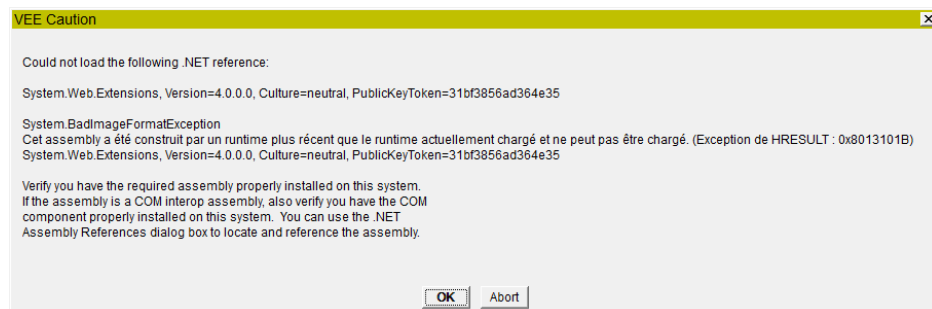 VEE Caution
Could not load the following .NET reference:
System.Web.Extensions, Version=4.0.0.0, Culture=neutral, PublicKeyToken=31bf3856ad364e35
System.BadImageFormatException
Cet assembly a été construit par un runtime plus récent que le runtime actuellement chargé et ne peut pas être chargé. (Exception de HRESULT : 0x8013101B)
System.Web.Extensions, Version=4.0.0.0, Culture=neutral, PublicKeyToken=31bf3856ad364e35
Verify you have the required assembly properly installed on this system.
If the assembly is a COM interop assembly, also verify you have the COM
component properly installed on this system.  You can use the .NET
Assembly References dialog box to locate and reference the assembly.
OK Abort